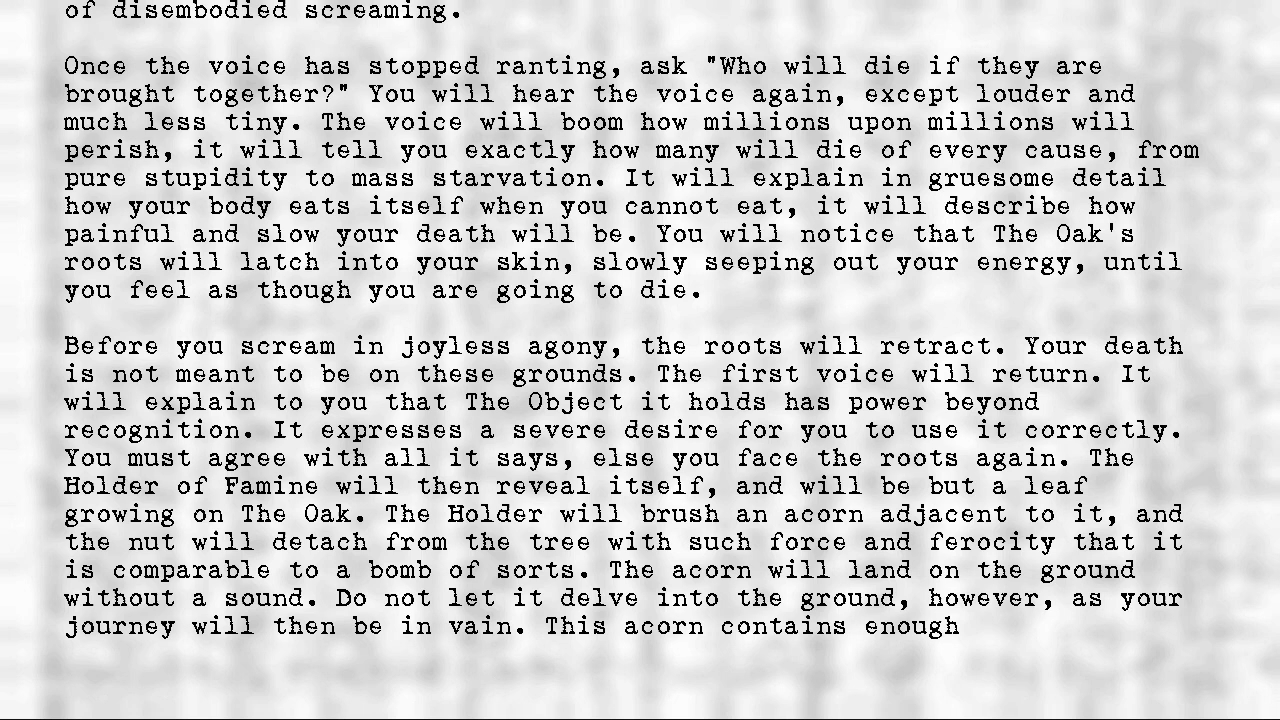 of disembodied screaming.
Once the voice has stopped ranting, ask "Who will die if they are
brought together?" You will hear the voice again, except louder and
much less tiny. The voice will boom how millions upon millions will
perish, it will tell you exactly how many will die of every cause, from
pure stupidity to mass starvation. It will explain in gruesome detail
how your body eats itself when you cannot eat, it will describe how
painful and slow your death will be. You will notice that The Oak's
roots will latch into your skin, slowly seeping out your energy, until
you feel as though you are going to die.
Before you scream in joyless agony, the roots will retract. Your death
is not meant to be on these grounds. The first voice will return. It
will explain to you that The Object it holds has power beyond
recognition. It expresses a severe desire for you to use it correctly.
You must agree with all it says, else you face the roots again. The
Holder of Famine will then reveal itself, and will be but a leaf
growing on The Oak. The Holder will brush an acorn adjacent to it, and
the nut will detach from the tree with such force and ferocity that it
is comparable to a bomb of sorts. The acorn will land on the ground
without a sound. Do not let it delve into the ground, however, as your
journey will then be in vain. This acorn contains enough